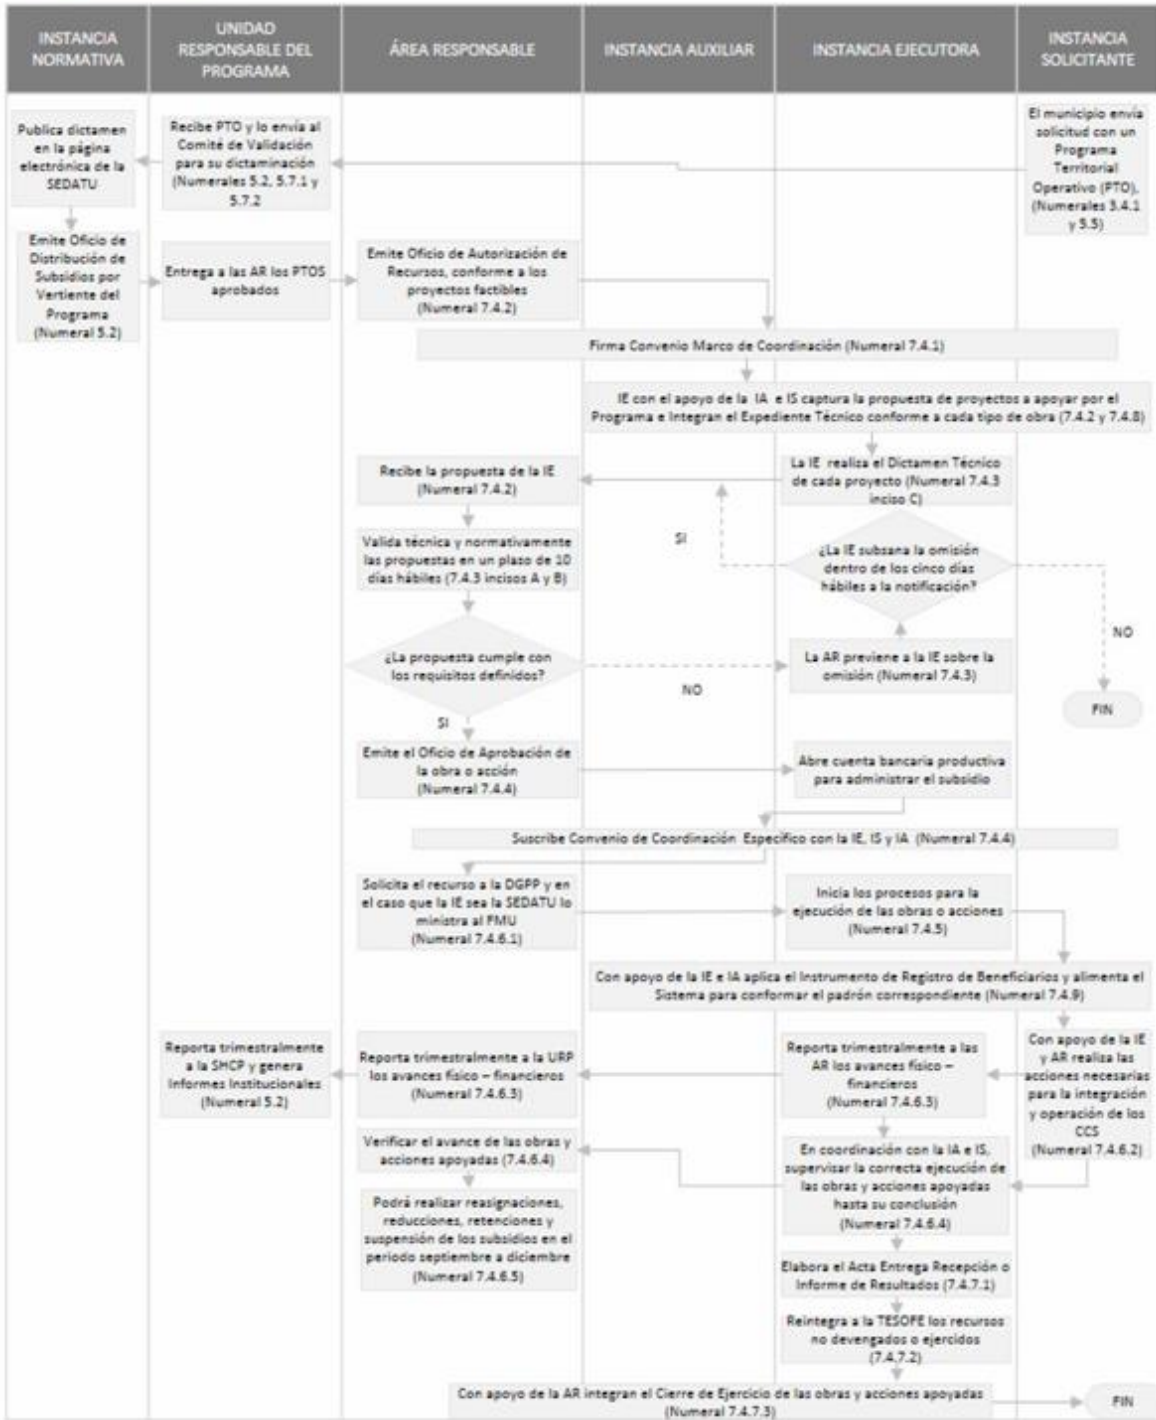 INSTANCIA
NORMATIVA
UNIDAD
RESPONSABLE DEL
PROGRAMA
ÁREA RESPONSABLE
INSTANCIA AUXILIAR
INSTANCIA EJECUTORA
INSTANCIA
SOLICITANTE
Publica dictamen
en la página
electrónica de la
SEDATU
Recibe PTO y lo envía al
Comité de Validación
para su dictaminación
(Numerales 5.2, 5.7.1 y
5.7.2
El municipio envía
solicitud con un
Programa
Territorial
Operativo (PTO),
(Numerales 3.4.1
y 5.5)
Emite Oficio de
Distribución de
Subsidios por
Vertiente del
Programa
(Numeral 5.2)
Entrega a las AR los PTOS
aprobados
Emite Oficio de Autorización de
Recursos, conforme a los
proyectos factibles
(Numeral 7.4.2)
Firma Convenio Marco de Coordinación (Numeral 7.4.1)
IE con el apoyo de la IA e IS captura la propuesta de proyectos a apoyar por el
Programa e Integran el Expediente Técnico conforme a cada tipo de obra (7.4.2 y 7.4.8)
Recibe la propuesta de la IE
(Numeral 7.4.2)
La IE realiza el Dictamen Técnico
de cada proyecto (Numeral 7.4.3
inciso C)
Valida técnica y normativamente
las propuestas en un plazo de 10
días hábiles (7.4.3 incisos A y B)
SI
¿La IE subsana la omisión
dentro de los cinco días
hábiles a la notificación?
NO
¿La propuesta cumple con
los requisitos definidos?
NO
La AR previene a la IE sobre la
omisión (Numeral 7.4.3)
FIN
SI
Emite el Oficio de Aprobación de
la obra o acción
(Numeral 7.4.4)
Abre cuenta bancaria productiva
para administrar el subsidio
Suscribe Convenio de Coordinación Específico con la IE, IS y IA (Numeral 7.4.4)
Solicita el recurso a la DGPP y en
el caso que la IE sea la SEDATU lo
ministra al FMU
(Numeral 7.4.6.1)
Inicia los procesos para la
ejecución de las obras o acciones
(Numeral 7.4.5)
Con apoyo de la IE e IA aplica el Instrumento de Registro de Beneficiarios y alimenta el
Sistema para conformar el padrón correspondiente (Numeral 7.4.9)
Reporta trimestralmente
a la SHCP y genera
Informes Institucionales
(Numeral 5.2)
Reporta trimestralmente a la URP
los avances físico – financieros
(Numeral 7.4.6.3)
Reporta trimestralmente a las
AR los avances físico –
financieros
(Numeral 7.4.6.3)
Con apoyo de la IE
y AR realiza las
acciones necesarias
para la integración
y operación de los
CCS
(Numeral 7.4.6.2)
Verificar el avance de las obras y
acciones apoyadas (7.4.6.4)
En coordinación con la IA e IS,
supervisar la correcta ejecución de
las obras y acciones apoyadas
hasta su conclusión
(Numeral 7.4.6.4)
Podrá realizar reasignaciones,
reducciones, retenciones y
suspensión de los subsidios en el
periodo septiembre a diciembre
(Numeral 7.4.6.5)
Elabora el Acta Entrega Recepción o
Informe de Resultados (7.4.7.1)
Reintegra a la TESOFE los recursos
no devengados o ejercidos
(7.4.7.2)
Con apoyo de la AR integran el Cierre de Ejercicio de las obras y acciones apoyadas
(Numeral 7.4.7.3)
FIN